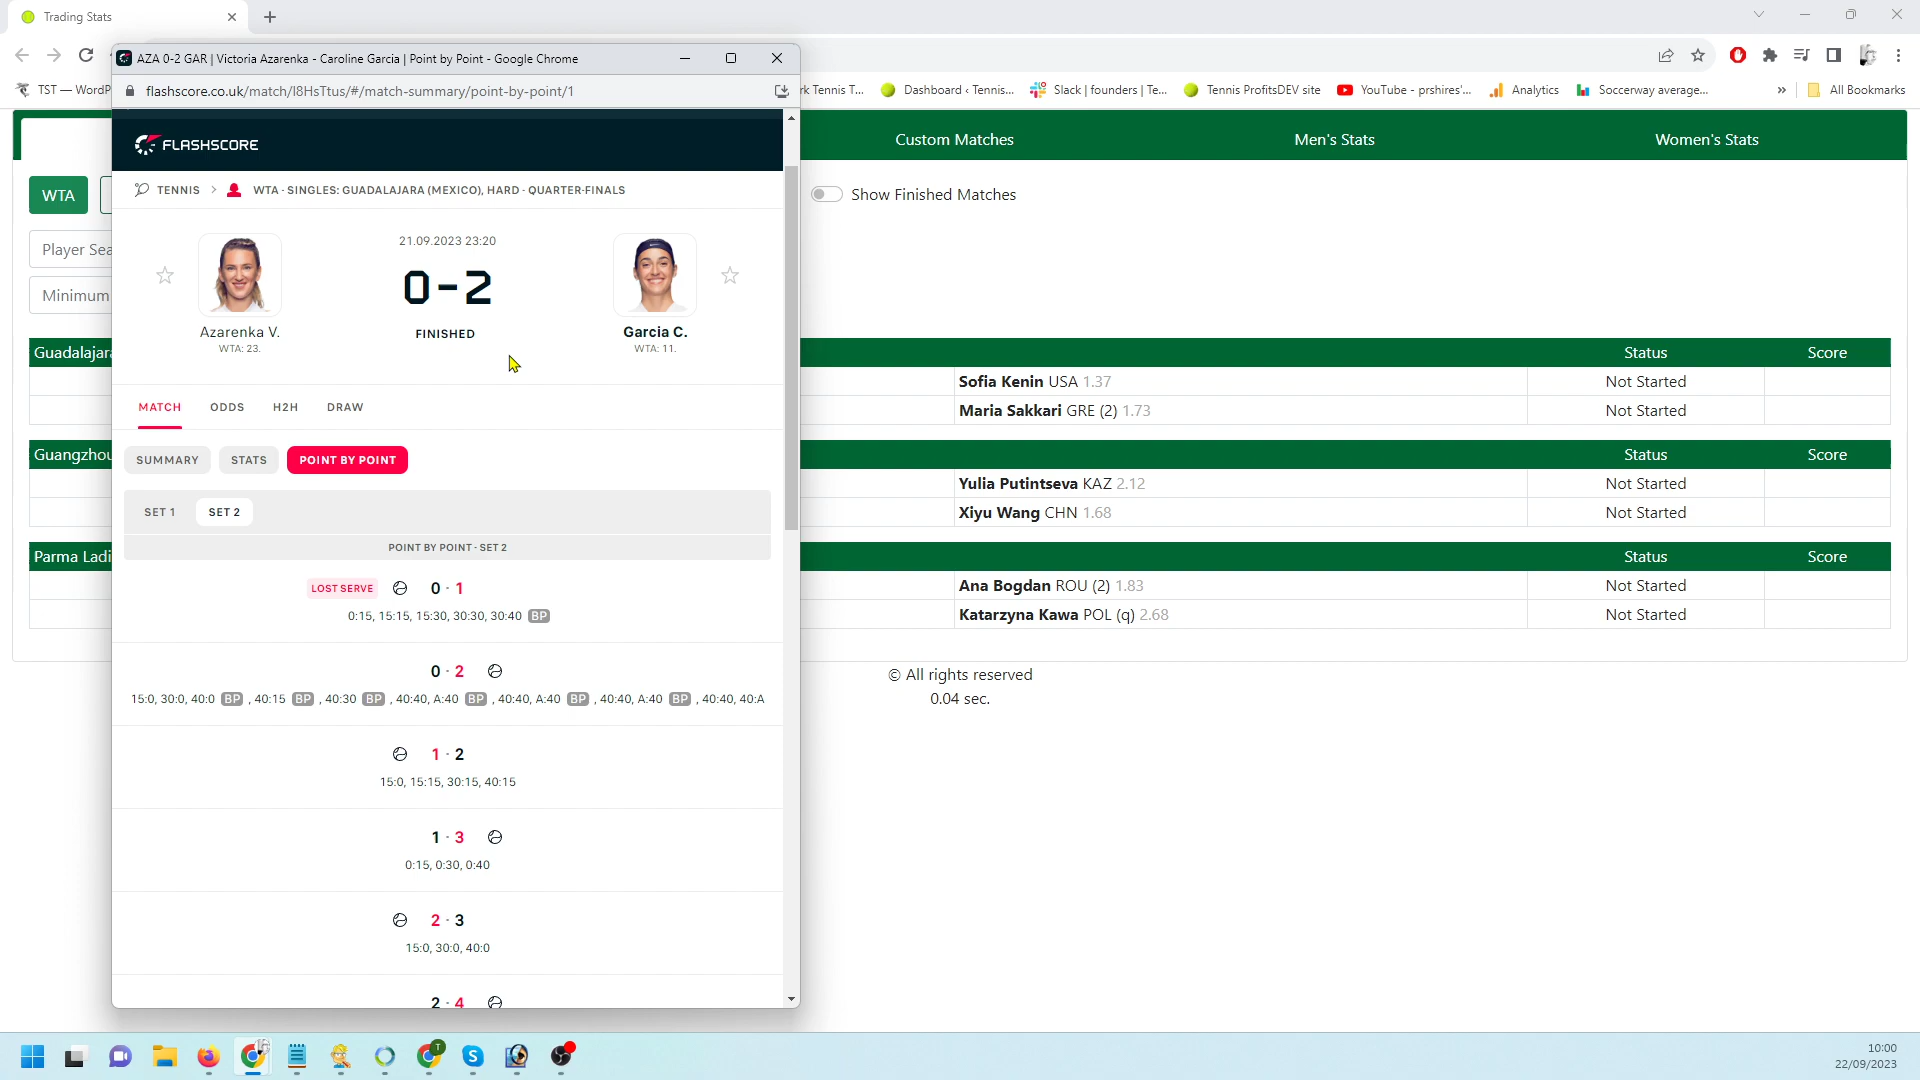 Trading Stats
AZA 0-2 GAR | Victoria Azarenka - Caroline Garcia | Point by Point - Google Chrome
flashscore.co.uk/match/I8HsTtus/#/match-summary/point-by-point/1
TST — WordP
rk Tennis T...
Dashboard ‹ Tennis...
Slack | founders | Te...
Tennis ProfitsDEV site
YouTube - prshires'...
Analytics
Soccerway average...
»
All Bookmarks
FLASHSCORE
Custom Matches
Men's Stats
Women's Stats
WTA
TENNIS > WTA - SINGLES: GUADALAJARA (MEXICO), HARD - QUARTER-FINALS
Show Finished Matches
Player Sea
Minimum
21.09.2023 23:20
0-2
FINISHED
Azarenka V.
WTA: 23.
Garcia C.
WTA: 11.
Guadalajara
Status
Score
Sofia Kenin USA 1.37
Not Started
Maria Sakkari GRE (2) 1.73
Not Started
MATCH
ODDS
H2H
DRAW
Guangzhou
Status
Score
Yulia Putintseva KAZ 2.12
Not Started
Xiyu Wang CHN 1.68
Not Started
SUMMARY
STATS
POINT BY POINT
SET 1
SET 2
POINT BY POINT - SET 2
Parma Ladi
Status
Score
Ana Bogdan ROU (2) 1.83
Not Started
Katarzyna Kawa POL (q) 2.68
Not Started
LOST SERVE
0 - 1
0:15, 15:15, 15:30, 30:30, 30:40 BP
0 - 2
15:0, 30:0, 40:0 BP , 40:15 BP , 40:30 BP , 40:40, A:40 BP , 40:40, A:40 BP , 40:40, A:40 BP , 40:40, 40:A
1 - 2
15:0, 15:15, 30:15, 40:15
1 - 3
0:15, 0:30, 0:40
2 - 3
15:0, 30:0, 40:0
2 - 4
© All rights reserved
0.04 sec.
T
S
10:00
22/09/2023